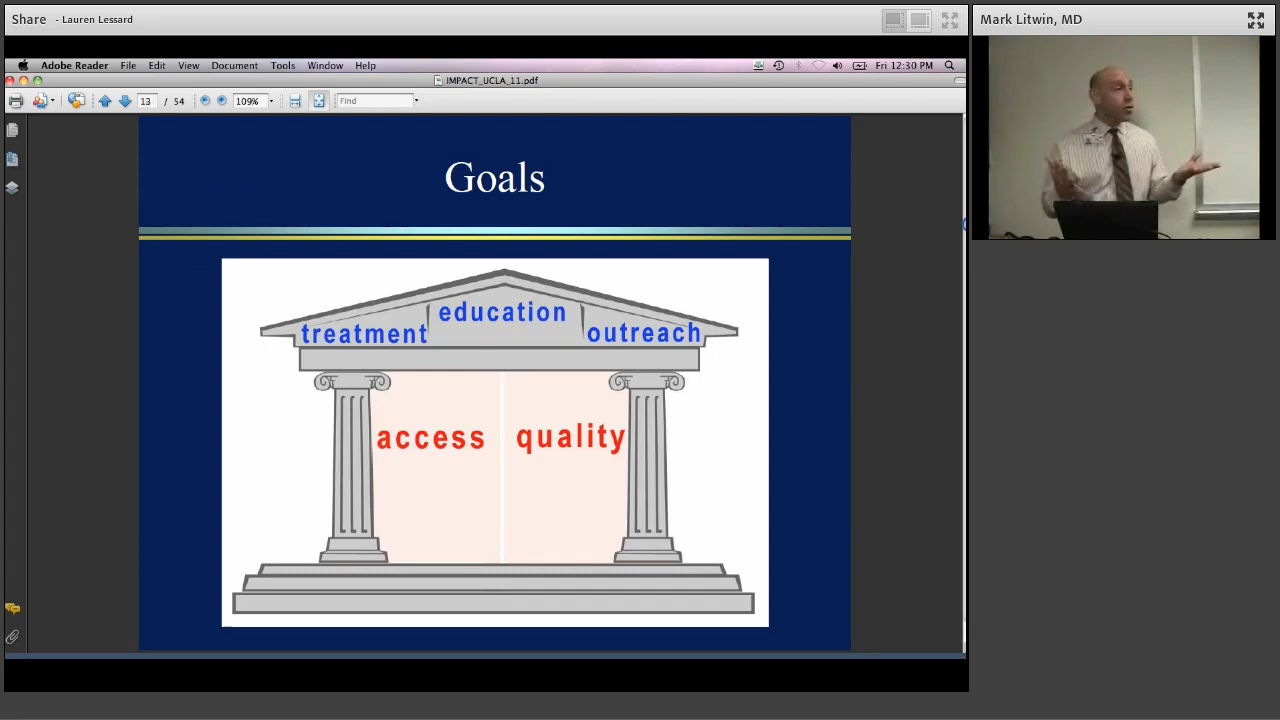 Share - Lauren Lessard
Mark Litwin, MD
Adobe Reader File Edit View Document Tools Window Help
Fri 12:30 PM
IMPACT_UCLA_11.pdf
13 / 54
109%
Find
Goals
education
treatment
outreach
access
quality